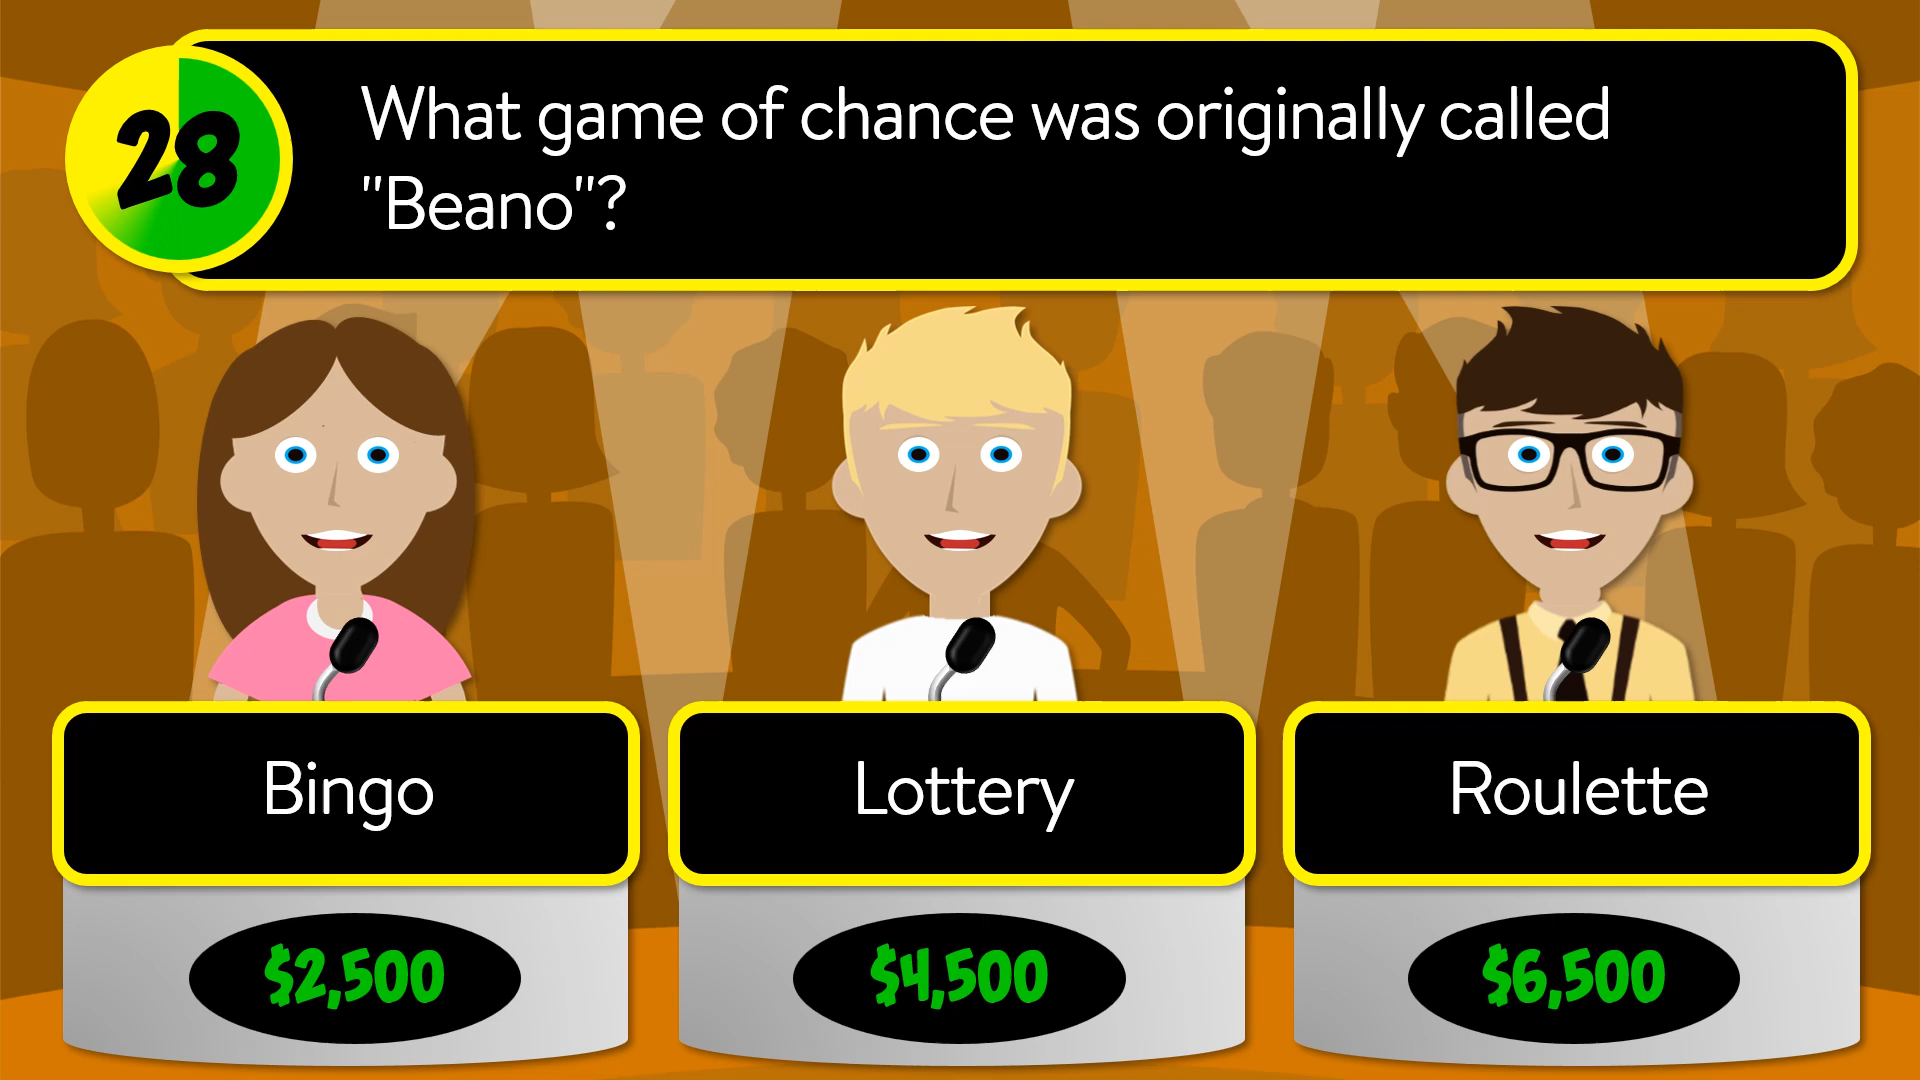 28
What game of chance was originally called
"Beano"?
Bingo
Lottery
Roulette
$2,500
$4,500
$6,500